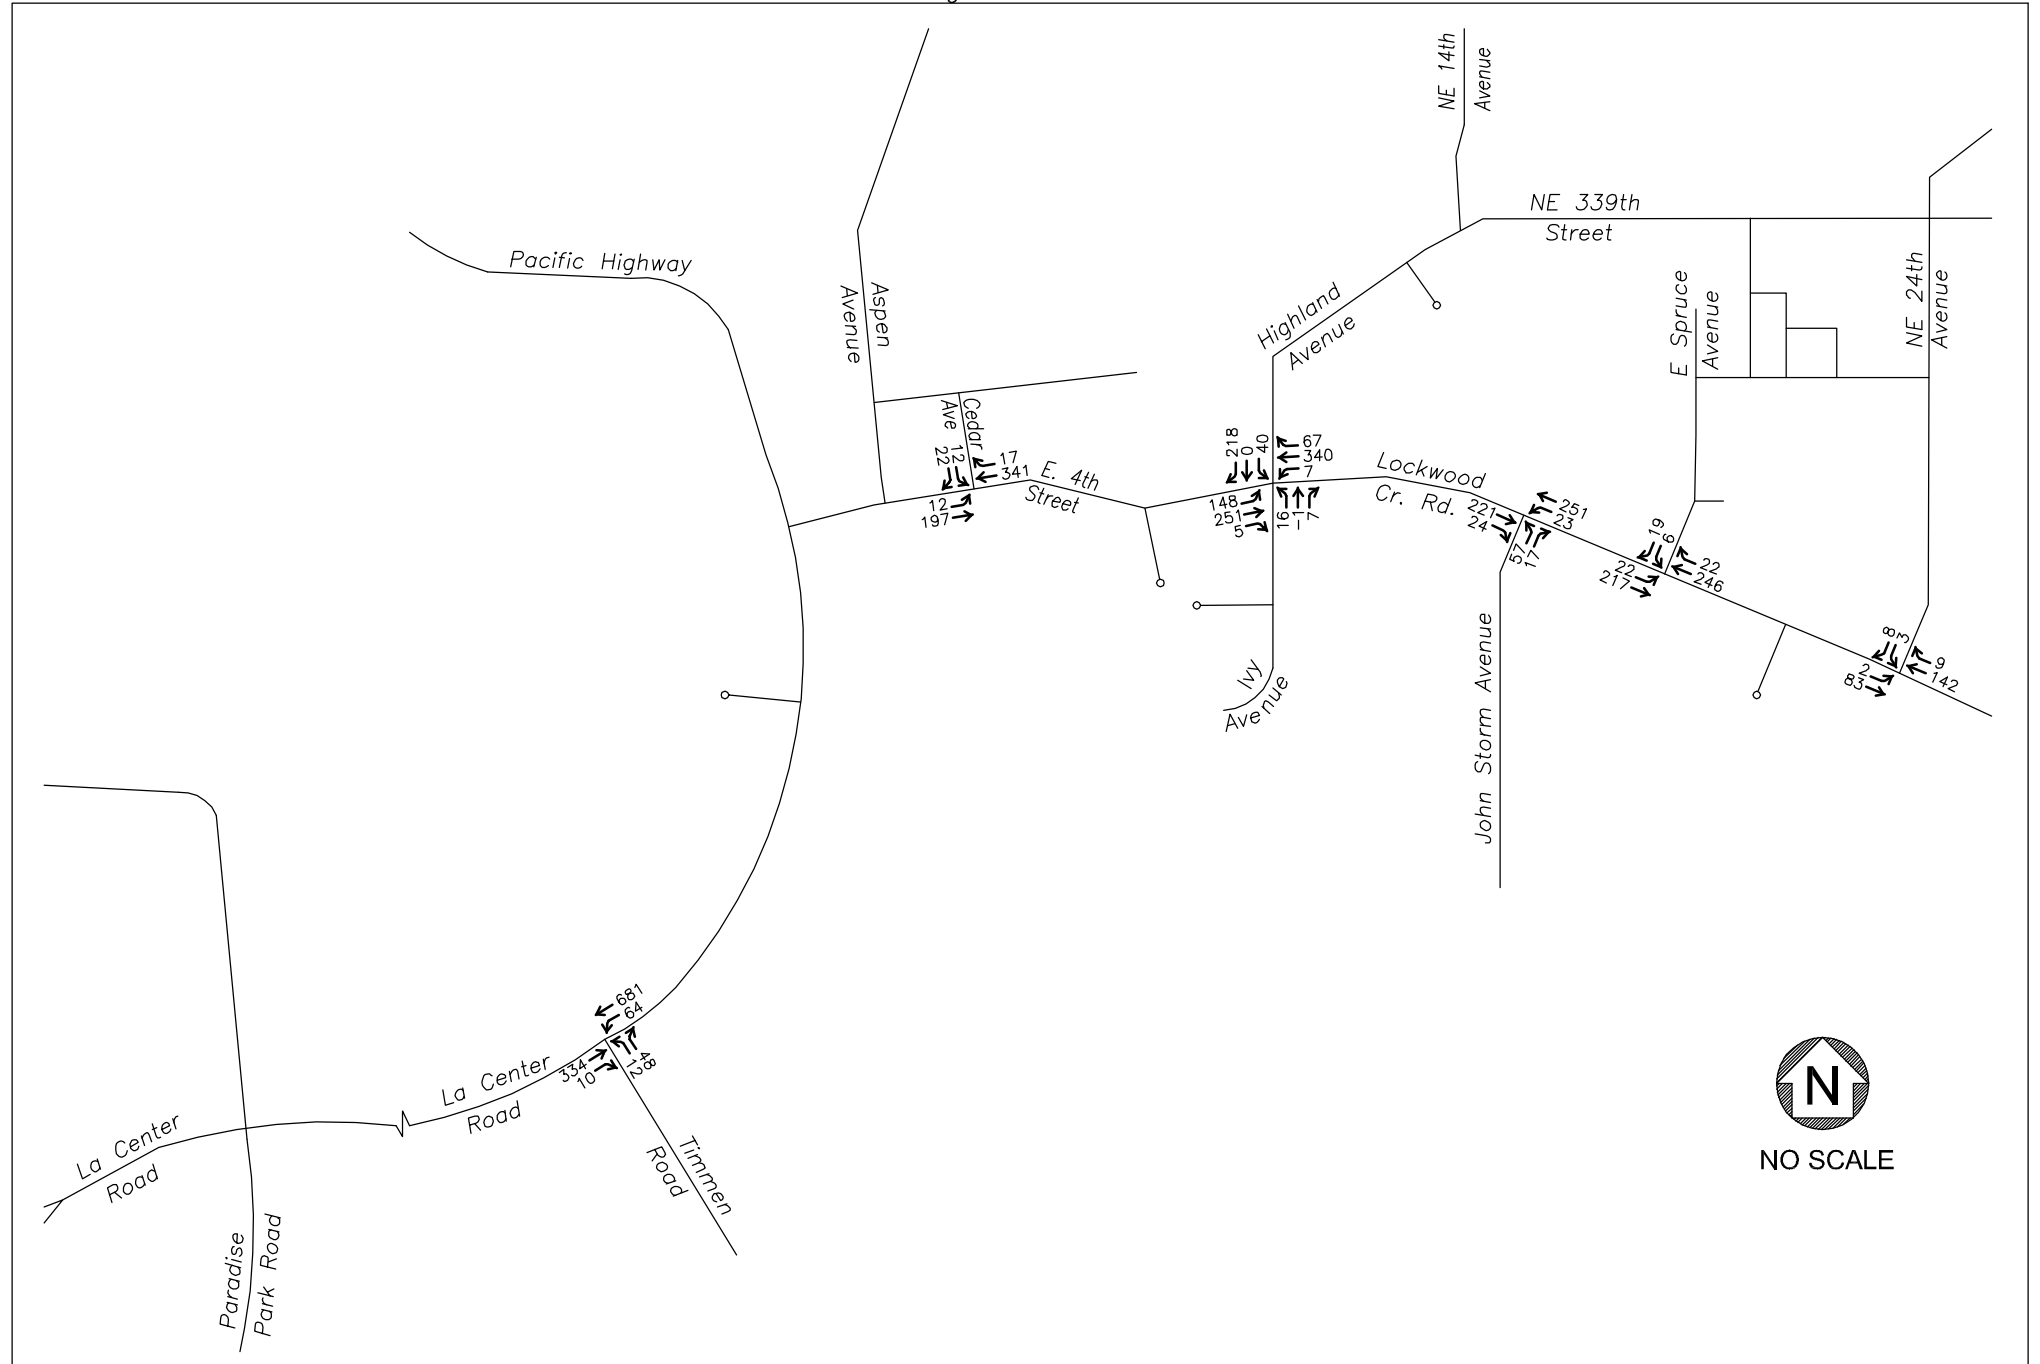 NE 14th
Avenue
NE 339th
Street
Pacific Highway
Aspen
Avenue
Highland
Avenue
E Spruce
Avenue
NE 24th
Avenue
Cedar
Ave
22
12
17
341
12
197
E. 4th
Street
218
0
40
67
340
7
148
251
5
16
1
7
Lockwood
Cr. Rd.
221
24
251
23
57
17
19
6
22
217
22
246
8
3
2
83
9
142
Ivy
Avenue
John Storm Avenue
681
64
334
10
48
12
La Center
Road
La Center
Road
Timmen
Road
Paradise
Park Road
N
NO SCALE